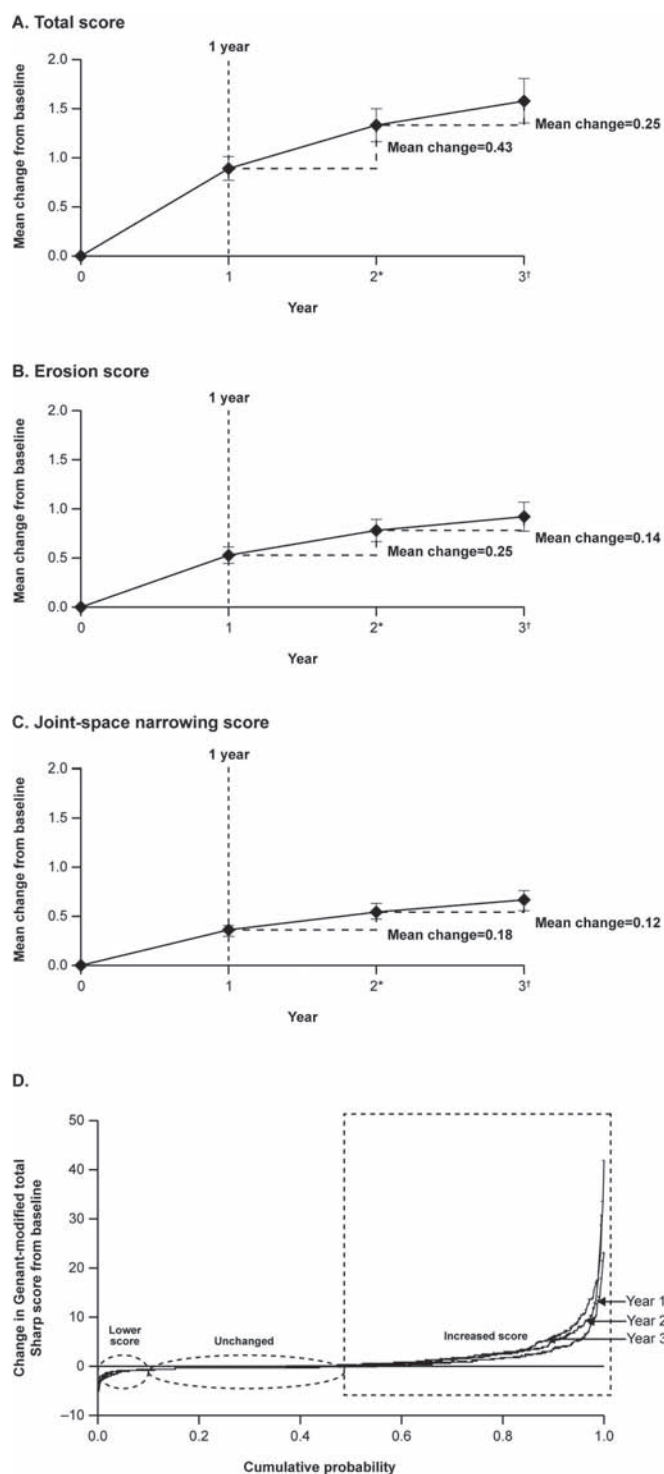 A. Total score
1 year
Mean change from baseline
2.0
1.5
1.0
0.5
0.0
Mean change=0.25
Mean change=0.43
0 1 2* 3†
Year
B. Erosion score
1 year
Mean change from baseline
2.0
1.5
1.0
0.5
0.0
Mean change=0.25
Mean change=0.14
0 1 2* 3†
Year
C. Joint-space narrowing score
1 year
Mean change from baseline
2.0
1.5
1.0
0.5
0.0
Mean change=0.18
Mean change=0.12
0 1 2* 3†
Year
D.
Change in Genant-modified total
Sharp score from baseline
50
40
30
20
10
0
–10
Lower
score
Unchanged
Increased score
Year 1
Year 2
Year 3
0.0 0.2 0.4 0.6 0.8 1.0
Cumulative probability